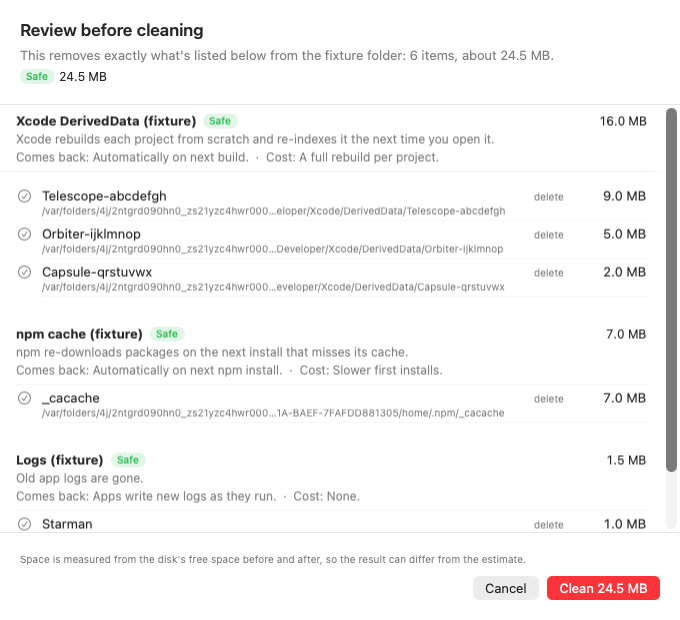 Review before cleaning
This removes exactly what's listed below from the fixture folder: 6 items, about 24.5 MB.
Safe 24.5 MB
Xcode DerivedData (fixture) Safe 16.0 MB
Xcode rebuilds each project from scratch and re-indexes it the next time you open it.
Comes back: Automatically on next build. · Cost: A full rebuild per project.
Telescope-abcdefgh delete 9.0 MB
/var/folders/4j/2ntgrd090hn0_zs21yzc4hwr000...eloper/Xcode/DerivedData/Telescope-abcdefgh
Orbiter-ijklmnop delete 5.0 MB
/var/folders/4j/2ntgrd090hn0_zs21yzc4hwr000...Developer/Xcode/DerivedData/Orbiter-ijklmnop
Capsule-qrstuvwx delete 2.0 MB
/var/folders/4j/2ntgrd090hn0_zs21yzc4hwr000...eveloper/Xcode/DerivedData/Capsule-qrstuvwx
npm cache (fixture) Safe 7.0 MB
npm re-downloads packages on the next install that misses its cache.
Comes back: Automatically on next npm install. · Cost: Slower first installs.
_cacache delete 7.0 MB
/var/folders/4j/2ntgrd090hn0_zs21yzc4hwr000...1A-BAEF-7FAFDD881305/home/.npm/_cacache
Logs (fixture) Safe 1.5 MB
Old app logs are gone.
Comes back: Apps write new logs as they run. · Cost: None.
Starman delete 1.0 MB
Space is measured from the disk's free space before and after, so the result can differ from the estimate.
Cancel Clean 24.5 MB